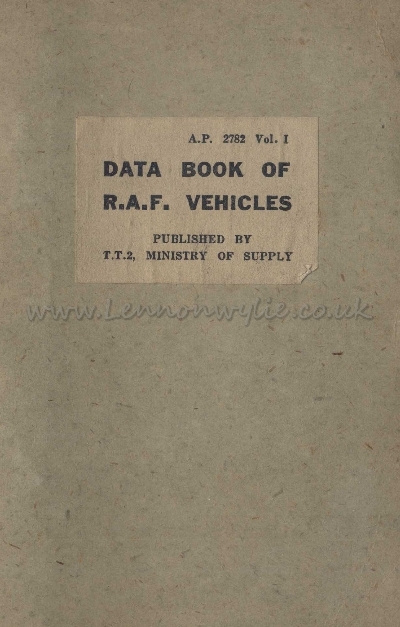 A.P. 2782 Vol. I
DATA BOOK OF
R.A.F. VEHICLES
PUBLISHED BY
T.T.2, MINISTRY OF SUPPLY
www.Lennonwylie.co.uk